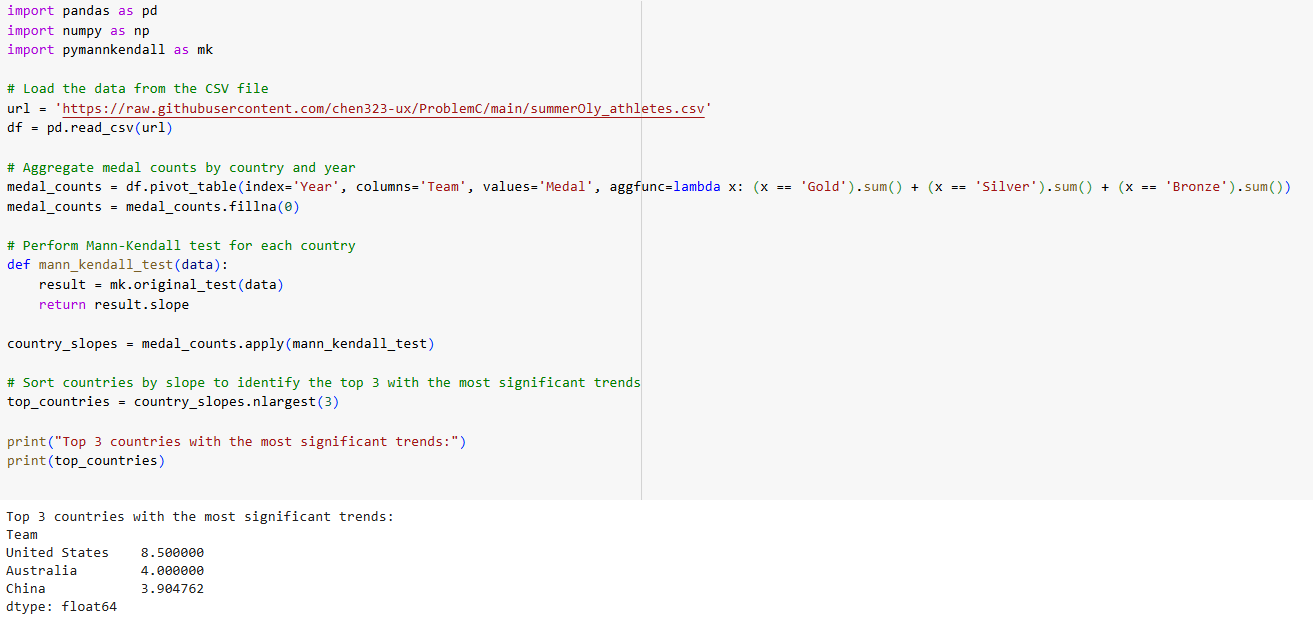 import pandas as pd
import numpy as np
import pymannkendall as mk
# Load the data from the CSV file
url = 'https://raw.githubusercontent.com/chen323-ux/ProblemC/main/summerOly_athletes.csv'
df = pd.read_csv(url)
# Aggregate medal counts by country and year
medal_counts = df.pivot_table(index='Year', columns='Team', values='Medal', aggfunc=lambda x: (x == 'Gold').sum() + (x == 'Silver').sum() + (x == 'Bronze').sum())
medal_counts = medal_counts.fillna(0)
# Perform Mann-Kendall test for each country
def mann_kendall_test(data):
    result = mk.original_test(data)
    return result.slope
country_slopes = medal_counts.apply(mann_kendall_test)
# Sort countries by slope to identify the top 3 with the most significant trends
top_countries = country_slopes.nlargest(3)
print("Top 3 countries with the most significant trends:")
print(top_countries)
Top 3 countries with the most significant trends:
Team
United States    8.500000
Australia        4.000000
China            3.904762
dtype: float64